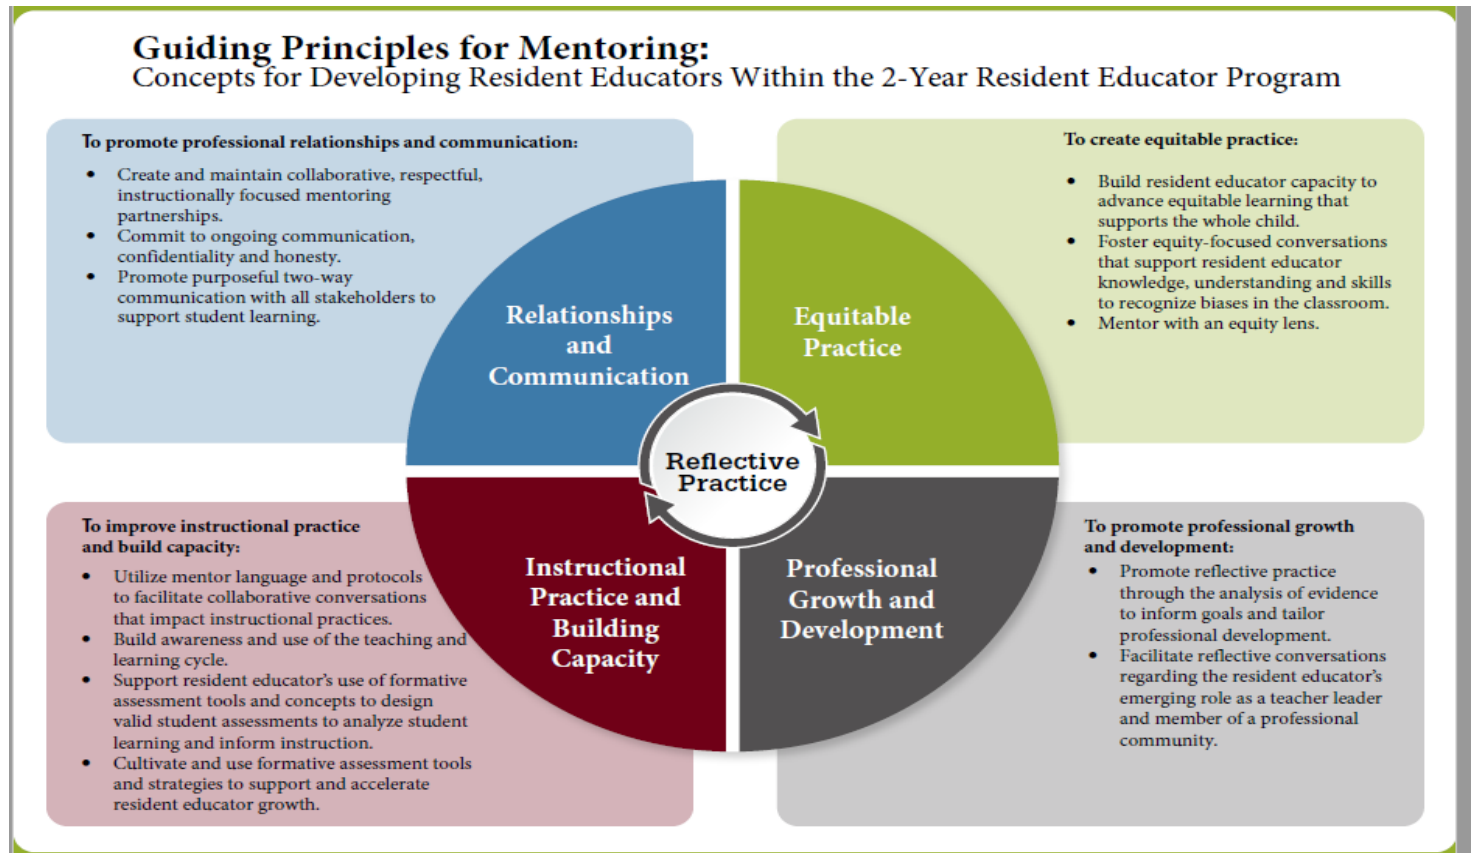 Guiding Principles for Mentoring:
Concepts for Developing Resident Educators Within the 2-Year Resident Educator Program
To promote professional relationships and communication:
• Create and maintain collaborative, respectful,
instructionally focused mentoring
partnerships.
• Commit to ongoing communication,
confidentiality and honesty.
• Promote purposeful two-way
communication with all stakeholders to
support student learning.
To create equitable practice:
• Build resident educator capacity to
advance equitable learning that
supports the whole child.
• Foster equity-focused conversations
that support resident educator
knowledge, understanding and skills
to recognize biases in the classroom.
• Mentor with an equity lens.
Relationships
and
Communication
Equitable
Practice
Reflective
Practice
To improve instructional practice
and build capacity:
• Utilize mentor language and protocols
to facilitate collaborative conversations
that impact instructional practices.
• Build awareness and use of the teaching and
learning cycle.
• Support resident educator's use of formative
assessment tools and concepts to design
valid student assessments to analyze student
learning and inform instruction.
• Cultivate and use formative assessment tools
and strategies to support and accelerate
resident educator growth.
Instructional
Practice and
Building
Capacity
Professional
Growth and
Development
To promote professional growth
and development:
• Promote reflective practice
through the analysis of evidence
to inform goals and tailor
professional development.
• Facilitate reflective conversations
regarding the resident educator's
emerging role as a teacher leader
and member of a professional
community.